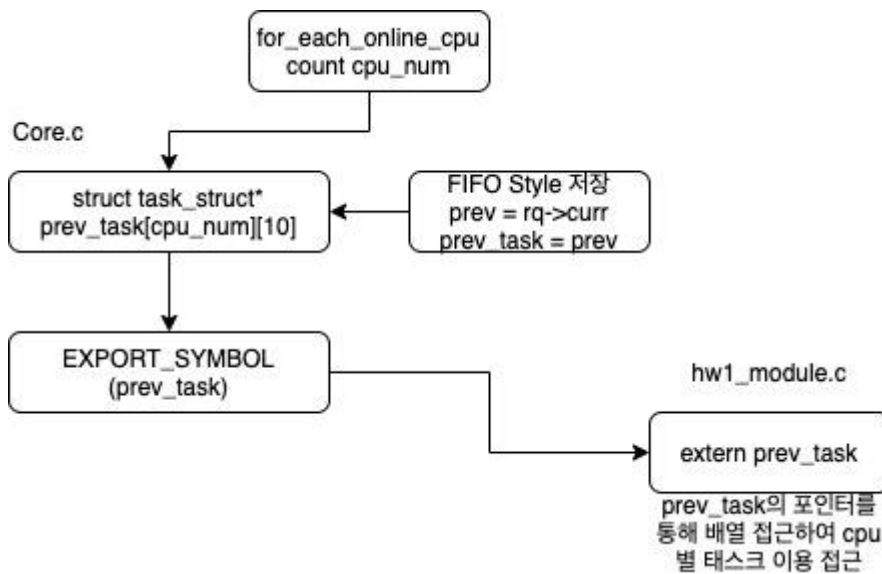 for_each_online_cpu
count cpu_num
Core.c
struct task_struct*
prev_task[cpu_num][10]
FIFO Style 저장
prev = rq->curr
prev_task = prev
EXPORT_SYMBOL
(prev_task)
hw1_module.c
extern prev_task
prev_task의 포인터를
통해 배열 접근하여 cpu
별 태스크 이용 접근